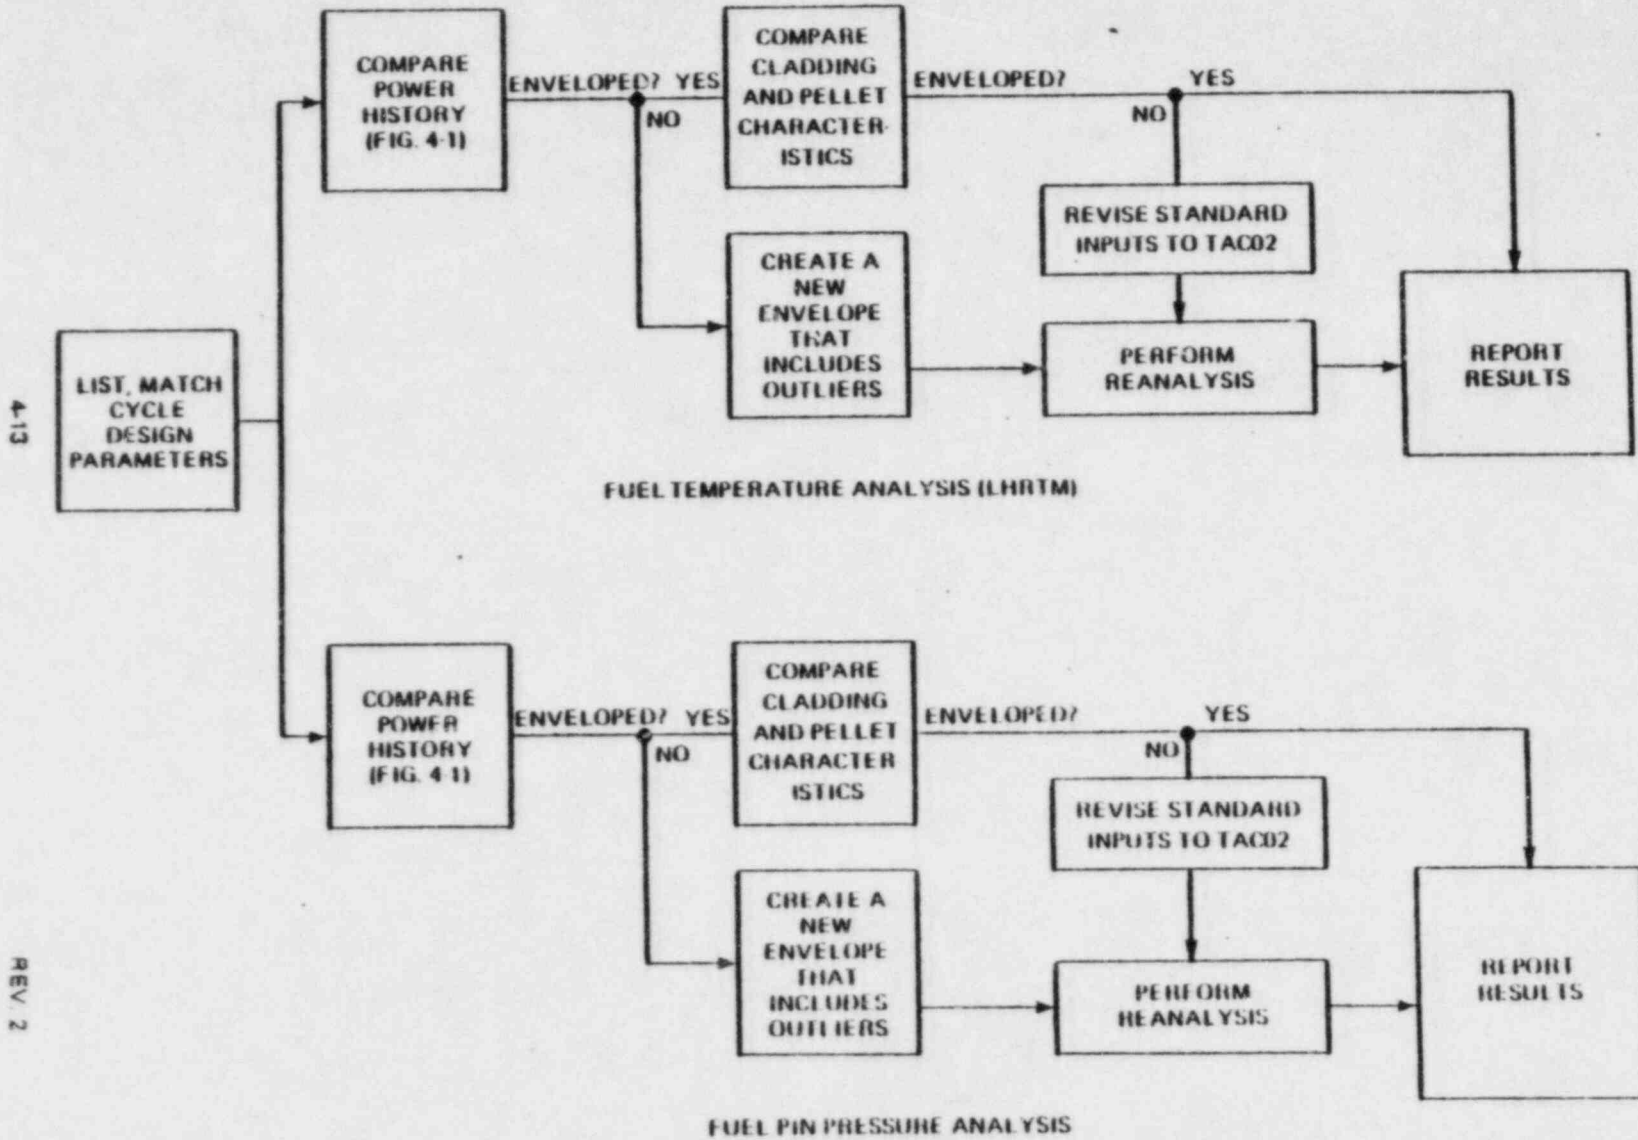 COMPARE
POWER
HISTORY
(FIG. 4-1)
ENVELOPED? YES
NO
COMPARE
CLADDING
AND PELLET
CHARACTER-
ISTICS
ENVELOPED?
YES
NO
REVISE STANDARD
INPUTS TO TACO2
CREATE A
NEW
ENVELOPE
THAT
INCLUDES
OUTLIERS
PERFORM
REANALYSIS
REPORT
RESULTS
LIST, MATCH
CYCLE
DESIGN
PARAMETERS
FUEL TEMPERATURE ANALYSIS (LHRTM)
COMPARE
POWER
HISTORY
(FIG. 4-1)
ENVELOPED? YES
NO
COMPARE
CLADDING
AND PELLET
CHARACTER
ISTICS
ENVELOPED?
YES
NO
REVISE STANDARD
INPUTS TO TACO2
CREATE A
NEW
ENVELOPE
THAT
INCLUDES
OUTLIERS
PERFORM
REANALYSIS
REPORT
RESULTS
FUEL PIN PRESSURE ANALYSIS
4-13
REV. 2